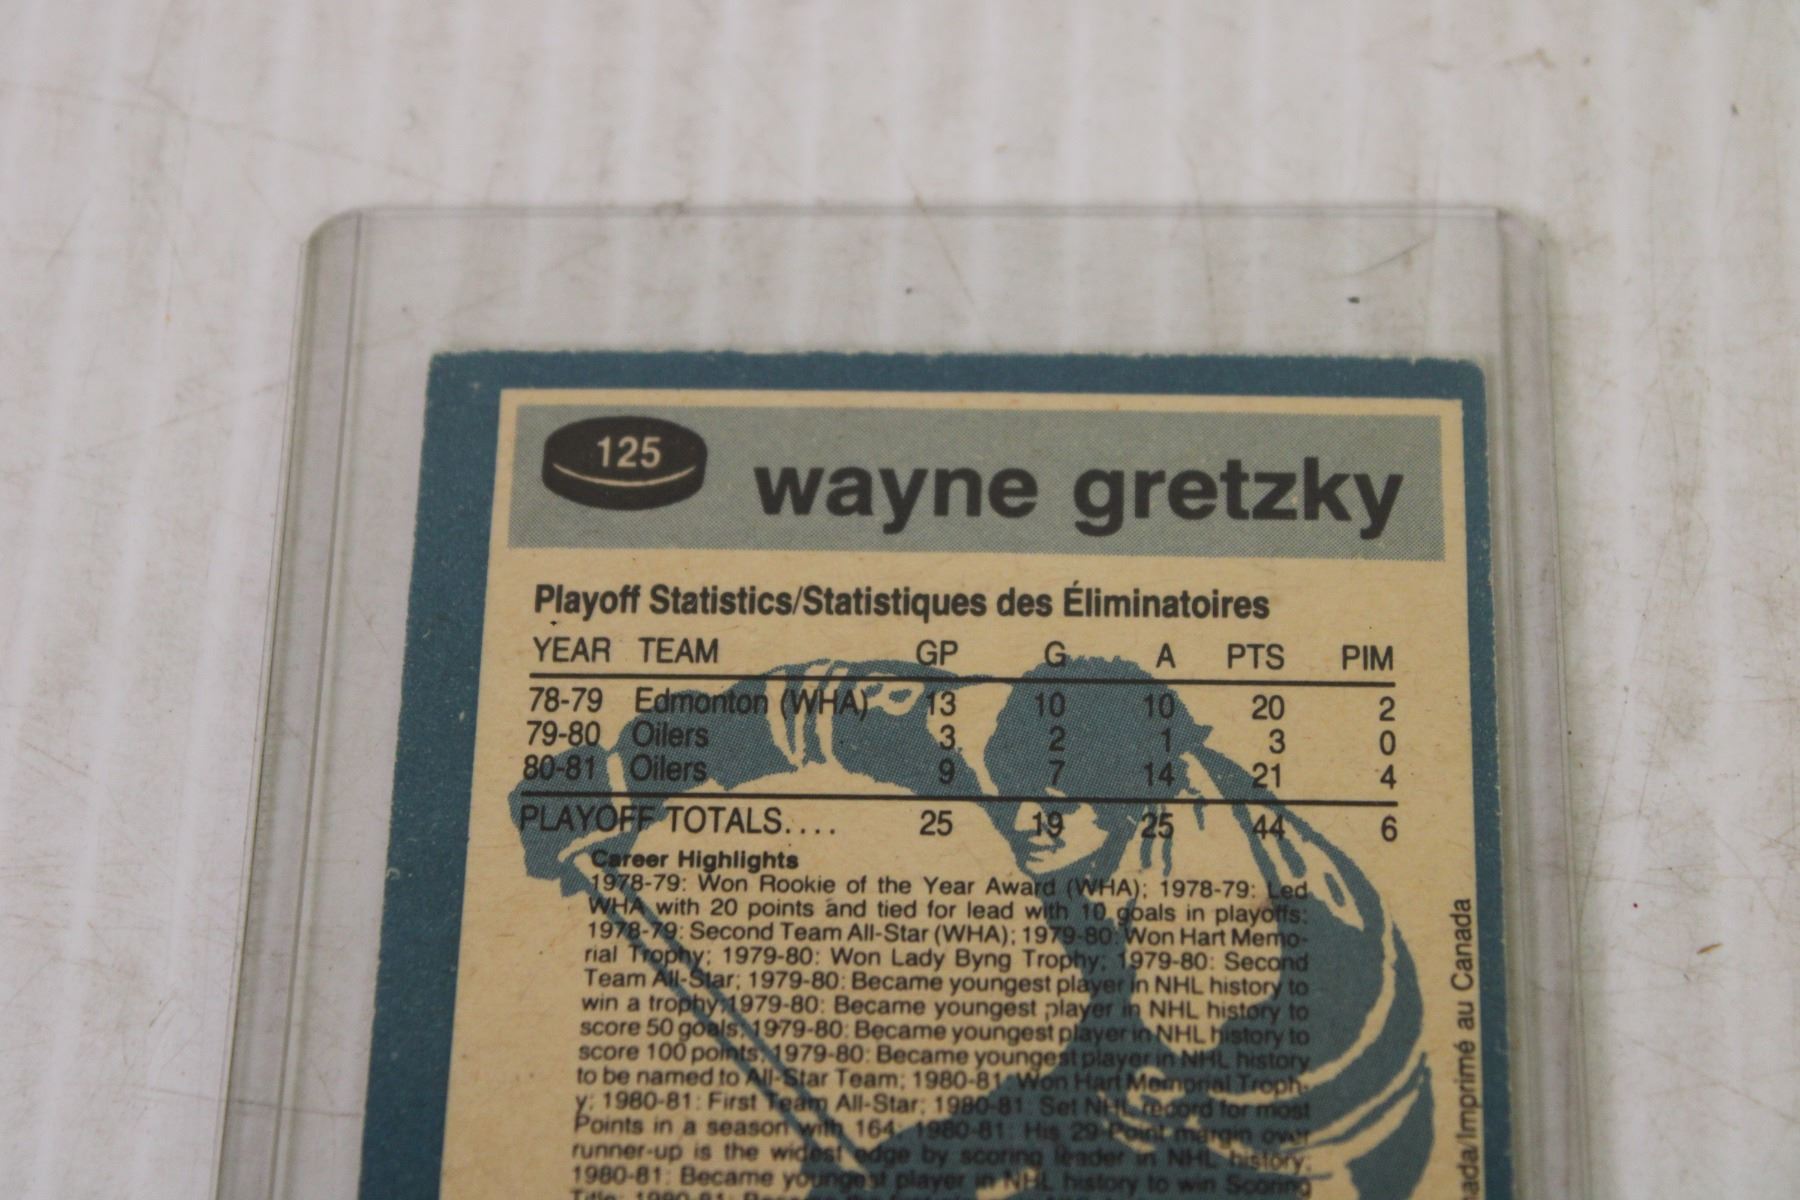 125
wayne gretzky
Playoff Statistics/Statistiques des Éliminatoires
YEAR TEAM GP G A PTS PIM
78-79 Edmonton (WHA) 13 10 10 20 2
79-80 Oilers 3 2 1 3 0
80-81 Oilers 9 7 14 21 4
PLAYOFF TOTALS.... 25 19 25 44 6
Career Highlights
1978-79: Won Rookie of the Year Award (WHA); 1978-79: Led
WHA with 20 points and tied for lead with 10 goals in playoffs;
1978-79: Second Team All-Star (WHA); 1979-80: Won Hart Memo-
rial Trophy; 1979-80: Won Lady Byng Trophy; 1979-80: Second
Team All-Star; 1979-80: Became youngest player in NHL history to
win a trophy; 1979-80: Became youngest player in NHL history to
score 50 goals; 1979-80: Became youngest player in NHL history to
score 100 points; 1979-80: Became youngest player in NHL history
to be named to All-Star Team; 1980-81: Won Hart Memorial Troph-
y; 1980-81: First Team All-Star; 1980-81: Set NHL record for most
Points in a season with 164; 1980-81: His 29-Point margin over
runner-up is the widest edge by scoring leader in NHL history;
1980-81: Became youngest player in NHL history to win Scoring
Title; 1980-81:
nada/Imprimé au Canada